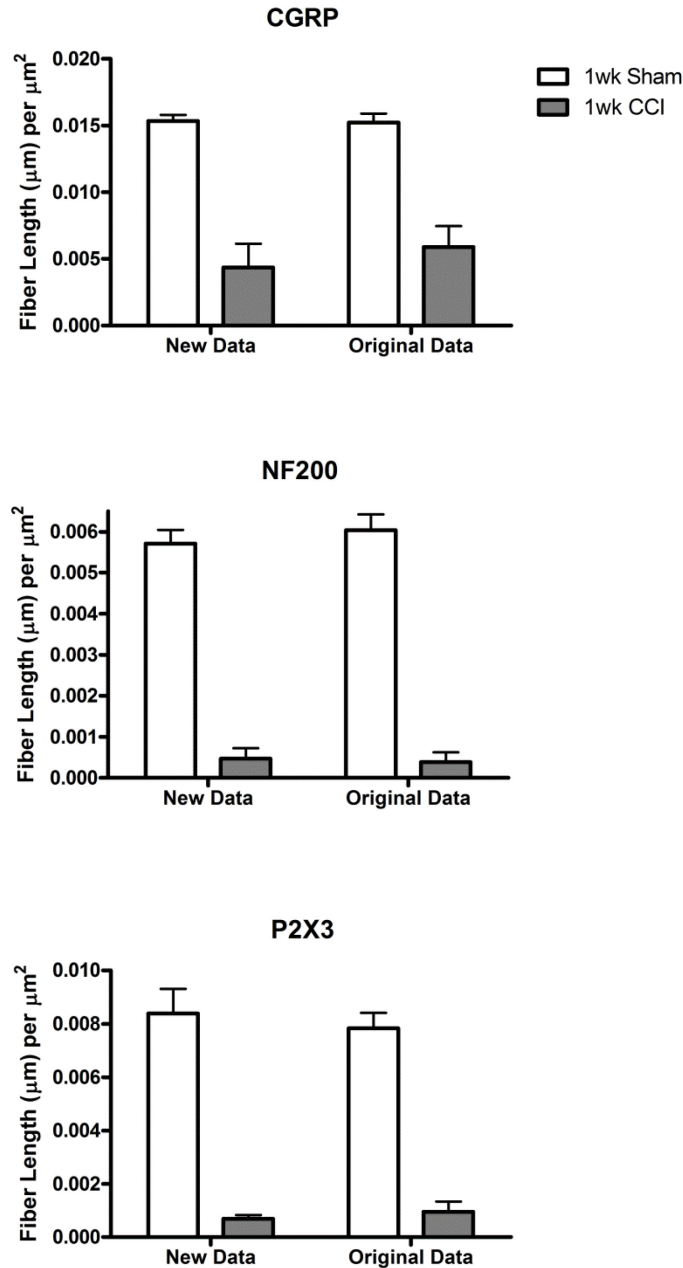 CGRP
1wk Sham
1wk CCI
Fiber Length (μm) per μm²
0.020
0.015
0.010
0.005
0.000
New Data
Original Data
NF200
Fiber Length (μm) per μm²
0.006
0.005
0.004
0.003
0.002
0.001
0.000
New Data
Original Data
P2X3
Fiber Length (μm) per μm²
0.010
0.008
0.006
0.004
0.002
0.000
New Data
Original Data